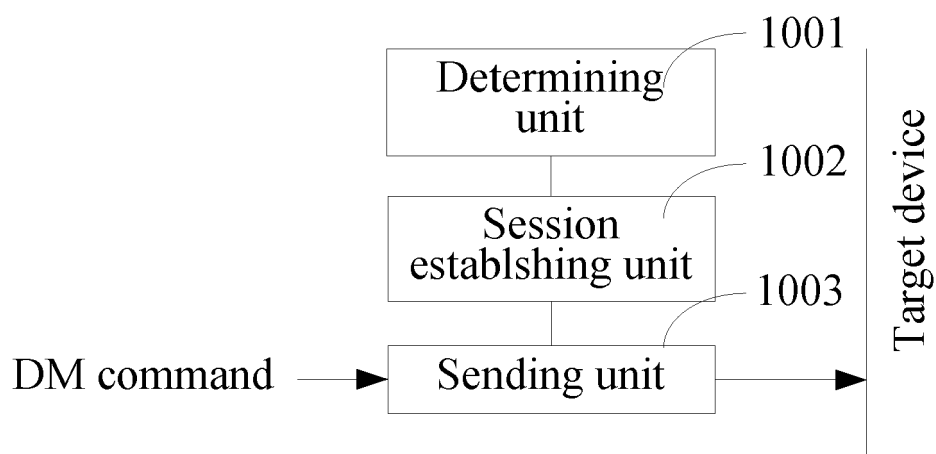 1001
Determining
unit
1002
Session
establshing unit
1003
DM command
Sending unit
Target device